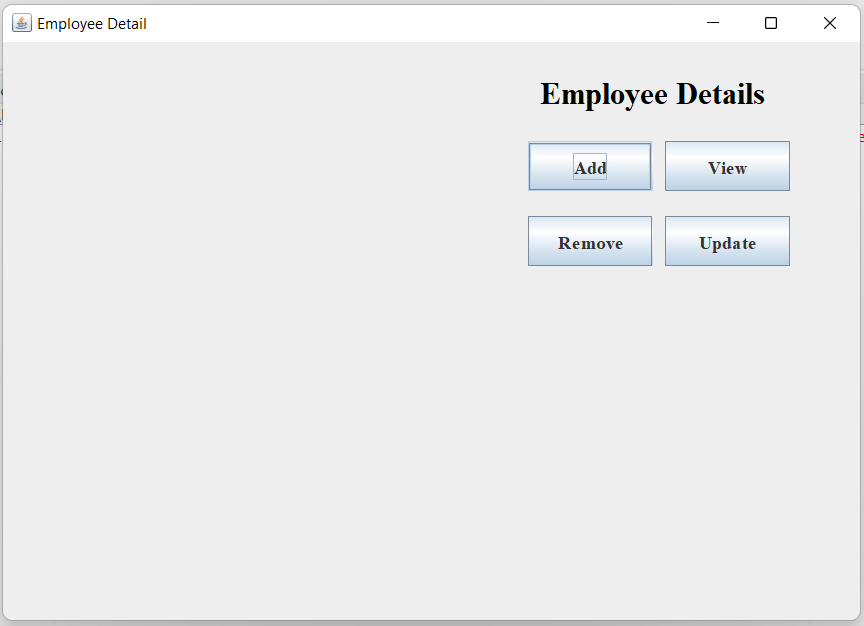 Employee Detail
Employee Details
Add View
Remove Update